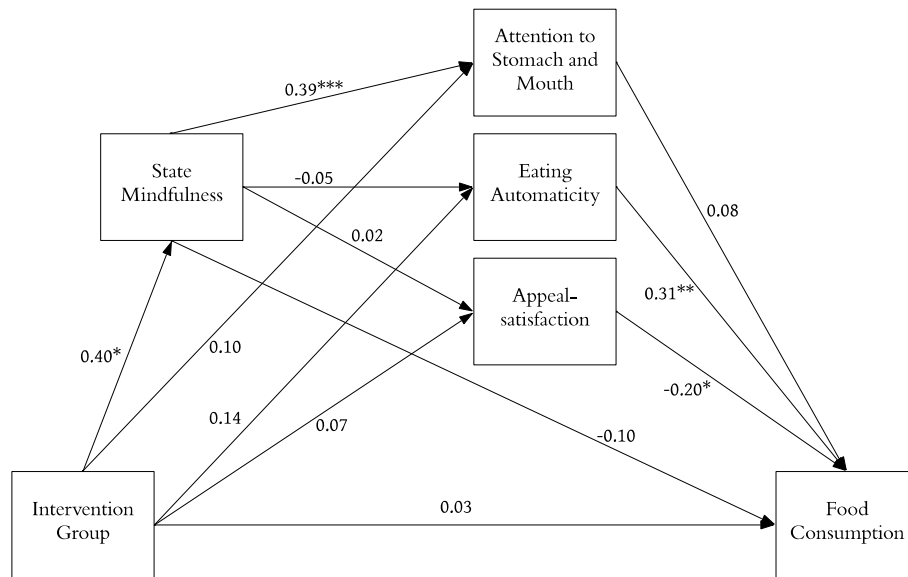 Attention to
Stomach and
Mouth
0.39***
State
Mindfulness
-0.05
Eating
Automaticity
0.08
0.02
0.31**
Appeal-
satisfaction
0.40*
0.10
-0.20*
0.14
0.07
-0.10
Intervention
Group
0.03
Food
Consumption